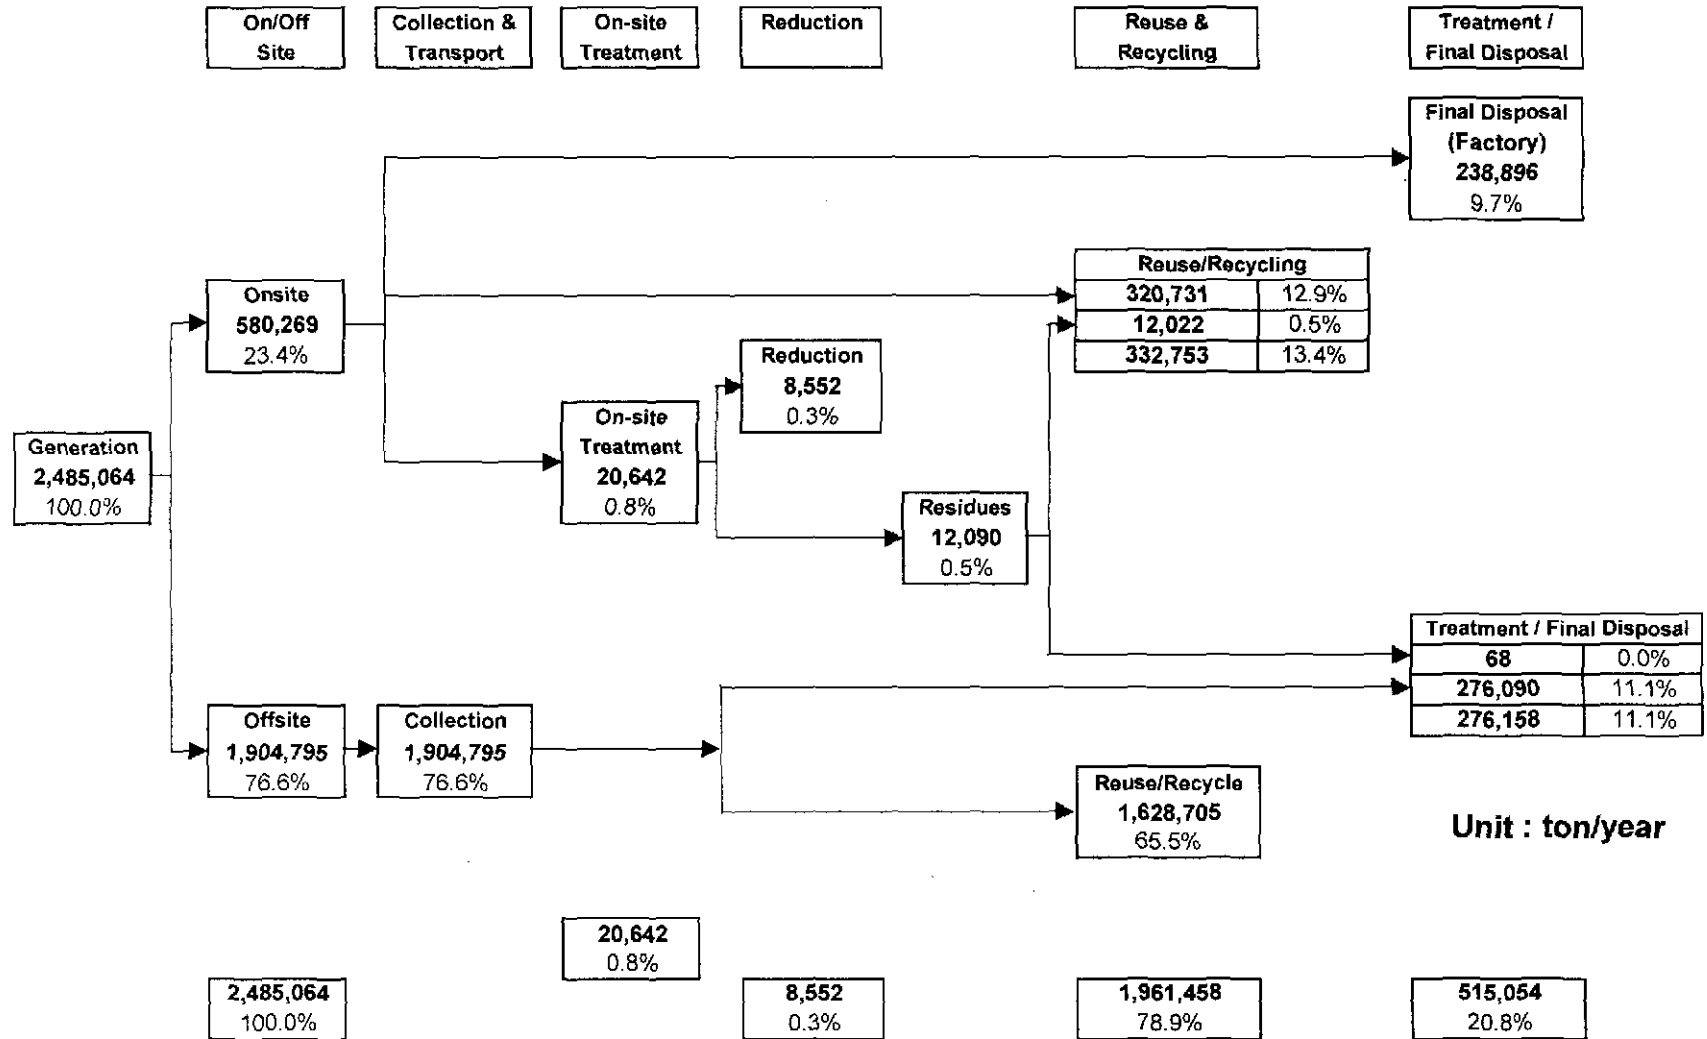 On/Off
Site
Collection &
Transport
On-site
Treatment
Reduction
Reuse &
Recycling
Treatment /
Final Disposal
Final Disposal
(Factory)
238,896
9.7%
Onsite
580,269
23.4%
Reuse/Recycling
320,731 12.9%
12,022 0.5%
332,753 13.4%
Reduction
8,552
0.3%
On-site
Treatment
20,642
0.8%
Generation
2,485,064
100.0%
Residues
12,090
0.5%
Treatment / Final Disposal
68 0.0%
276,090 11.1%
276,158 11.1%
Offsite
1,904,795
76.6%
Collection
1,904,795
76.6%
Reuse/Recycle
1,628,705
65.5%
Unit : ton/year
20,642
0.8%
2,485,064
100.0%
8,552
0.3%
1,961,458
78.9%
515,054
20.8%